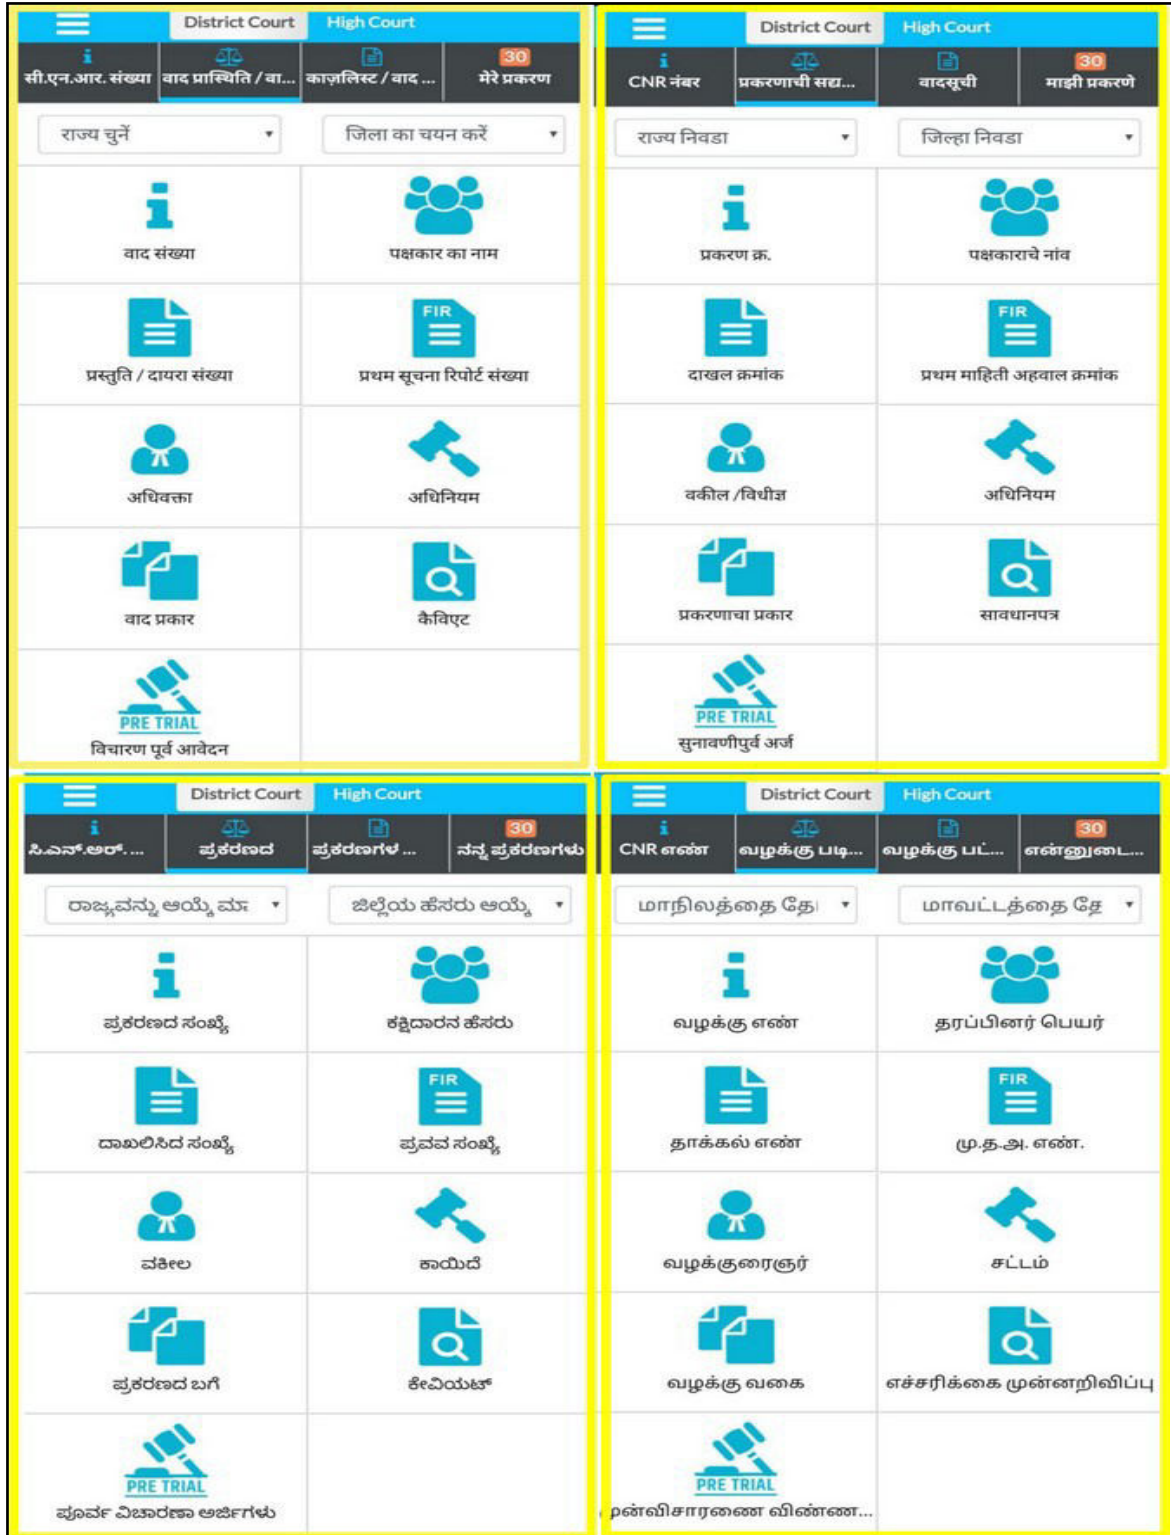 District Court High Court
सी.एन.आर. संख्या वाद प्रास्थिति / वा... काज़लिस्ट / वाद ... 30 मेरे प्रकरण
राज्य चुनें जिला का चयन करें
वाद संख्या पक्षकार का नाम
FIR
प्रस्तुति / दायरा संख्या प्रथम सूचना रिपोर्ट संख्या
अधिवक्ता अधिनियम
वाद प्रकार कैविएट
PRE TRIAL
विचारण पूर्व आवेदन
District Court High Court
CNR नंबर प्रकरणाची सद्य... वादसूची 30 माझी प्रकरणे
राज्य निवडा जिल्हा निवडा
प्रकरण क्र. पक्षकाराचे नांव
FIR
दाखल क्रमांक प्रथम माहिती अहवाल क्रमांक
वकील /विधीज्ञ अधिनियम
प्रकरणाचा प्रकार सावधानपत्र
PRE TRIAL
सुनावणीपुर्व अर्ज
District Court High Court
ಸಿ.ಎನ್.ಅರ್. ... ಪ್ರಕರಣದ ಪ್ರಕರಣಗಳ ... 30 ನನ್ನ ಪ್ರಕರಣಗಳು
ರಾಜ್ಯವನ್ನು ಆಯ್ಕೆ ಮಾ ಜಿಲ್ಲೆಯ ಹೆಸರು ಆಯ್ಕೆ
ಪ್ರಕರಣದ ಸಂಖ್ಯೆ ಕಕ್ಷಿದಾರನ ಹೆಸರು
FIR
ದಾಖಲಿಸಿದ ಸಂಖ್ಯೆ ಪ್ರವವ ಸಂಖ್ಯೆ
ವಕೀಲ ಕಾಯಿದೆ
ಪ್ರಕರಣದ ಬಗೆ ಕೇವಿಯಟ್
PRE TRIAL
ಪೂರ್ವ ವಿಚಾರಣಾ ಅರ್ಜಿಗಳು
District Court High Court
CNR எண் வழக்கு படி... வழக்கு பட்... 30 என்னுடை...
மாநிலத்தை தே மாவட்டத்தை தே
வழக்கு எண் தரப்பினர் பெயர்
FIR
தாக்கல் எண் மு.த.அ. எண்.
வழக்குரைஞர் சட்டம்
வழக்கு வகை எச்சரிக்கை முன்னறிவிப்பு
PRE TRIAL
முன்விசாரணை விண்ண...